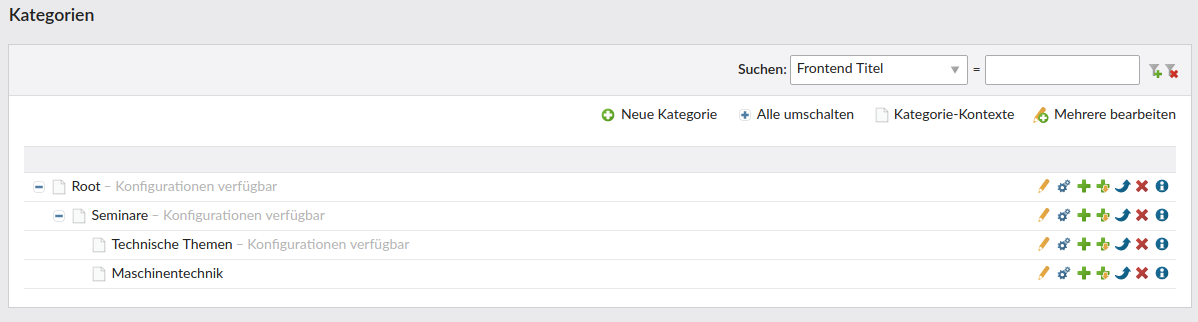 Kategorien
Suchen: Frontend Titel =
Neue Kategorie Alle umschalten Kategorie-Kontexte Mehrere bearbeiten
Root – Konfigurationen verfügbar
Seminare – Konfigurationen verfügbar
Technische Themen – Konfigurationen verfügbar
Maschinentechnik